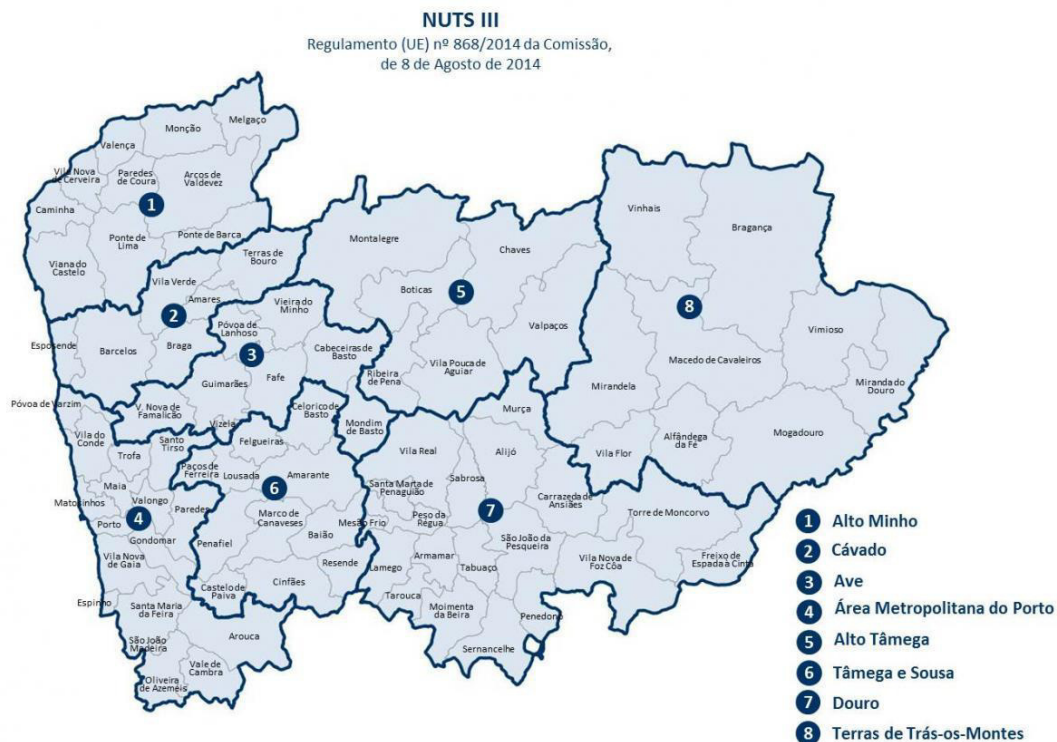 NUTS III
Regulamento (UE) nº 868/2014 da Comissão,
de 8 de Agosto de 2014
Melgaço
Monção
Valença
Vila Nova
de Cerveira
Paredes
de Coura
Arcos de
Valdevez
1
Caminha
Ponte de
Lima
Ponte de Barca
Viana do
Castelo
Terras de
Bouro
Vila Verde
Amares
2
Esposende
Barcelos
Braga
Vieira do
Minho
Póvoa de
Lanhoso
3
Cabeceiras de
Basto
Guimarães
Fafe
V. Nova de
Famalicão
Vizela
Montalegre
Chaves
Boticas
5
Valpaços
Vila Pouca de
Aguiar
Ribeira
de Pena
Vinhais
Bragança
8
Vimioso
Macedo de Cavaleiros
Miranda do
Douro
Mirandela
Mogadouro
Alfândega
da Fé
Vila Flor
Póvoa de Varzim
Vila do
Conde
Santo
Tirso
Trofa
Maia
Matosinhos
Valongo
Paredes
Porto
4
Gondomar
Vila Nova
de Gaia
Espinho
Santa Maria
da Feira
Arouca
São João
Madeira
Vale de
Cambra
Oliveira
de Azemeis
Celorico de
Basto
Mondim
de Basto
Felgueiras
Paços de
Ferreira
Lousada
Amarante
6
Marco de
Canaveses
Baião
Penafiel
Resende
Cinfães
Castelo de
Paiva
Murça
Vila Real
Alijó
Sabrosa
Santa Marta de
Penaguião
Carrazeda de
Ansiães
Mesão Frio
Peso da
Régua
7
Torre de Moncorvo
São João da
Pesqueira
Armamar
Lamego
Tabuaço
Vila Nova de
Foz Côa
Freixo de
Espada à Cinta
Tarouca
Moimenta
da Beira
Penedono
Sernancelhe
1 Alto Minho
2 Cávado
3 Ave
4 Área Metropolitana do Porto
5 Alto Tâmega
6 Tâmega e Sousa
7 Douro
8 Terras de Trás-os-Montes